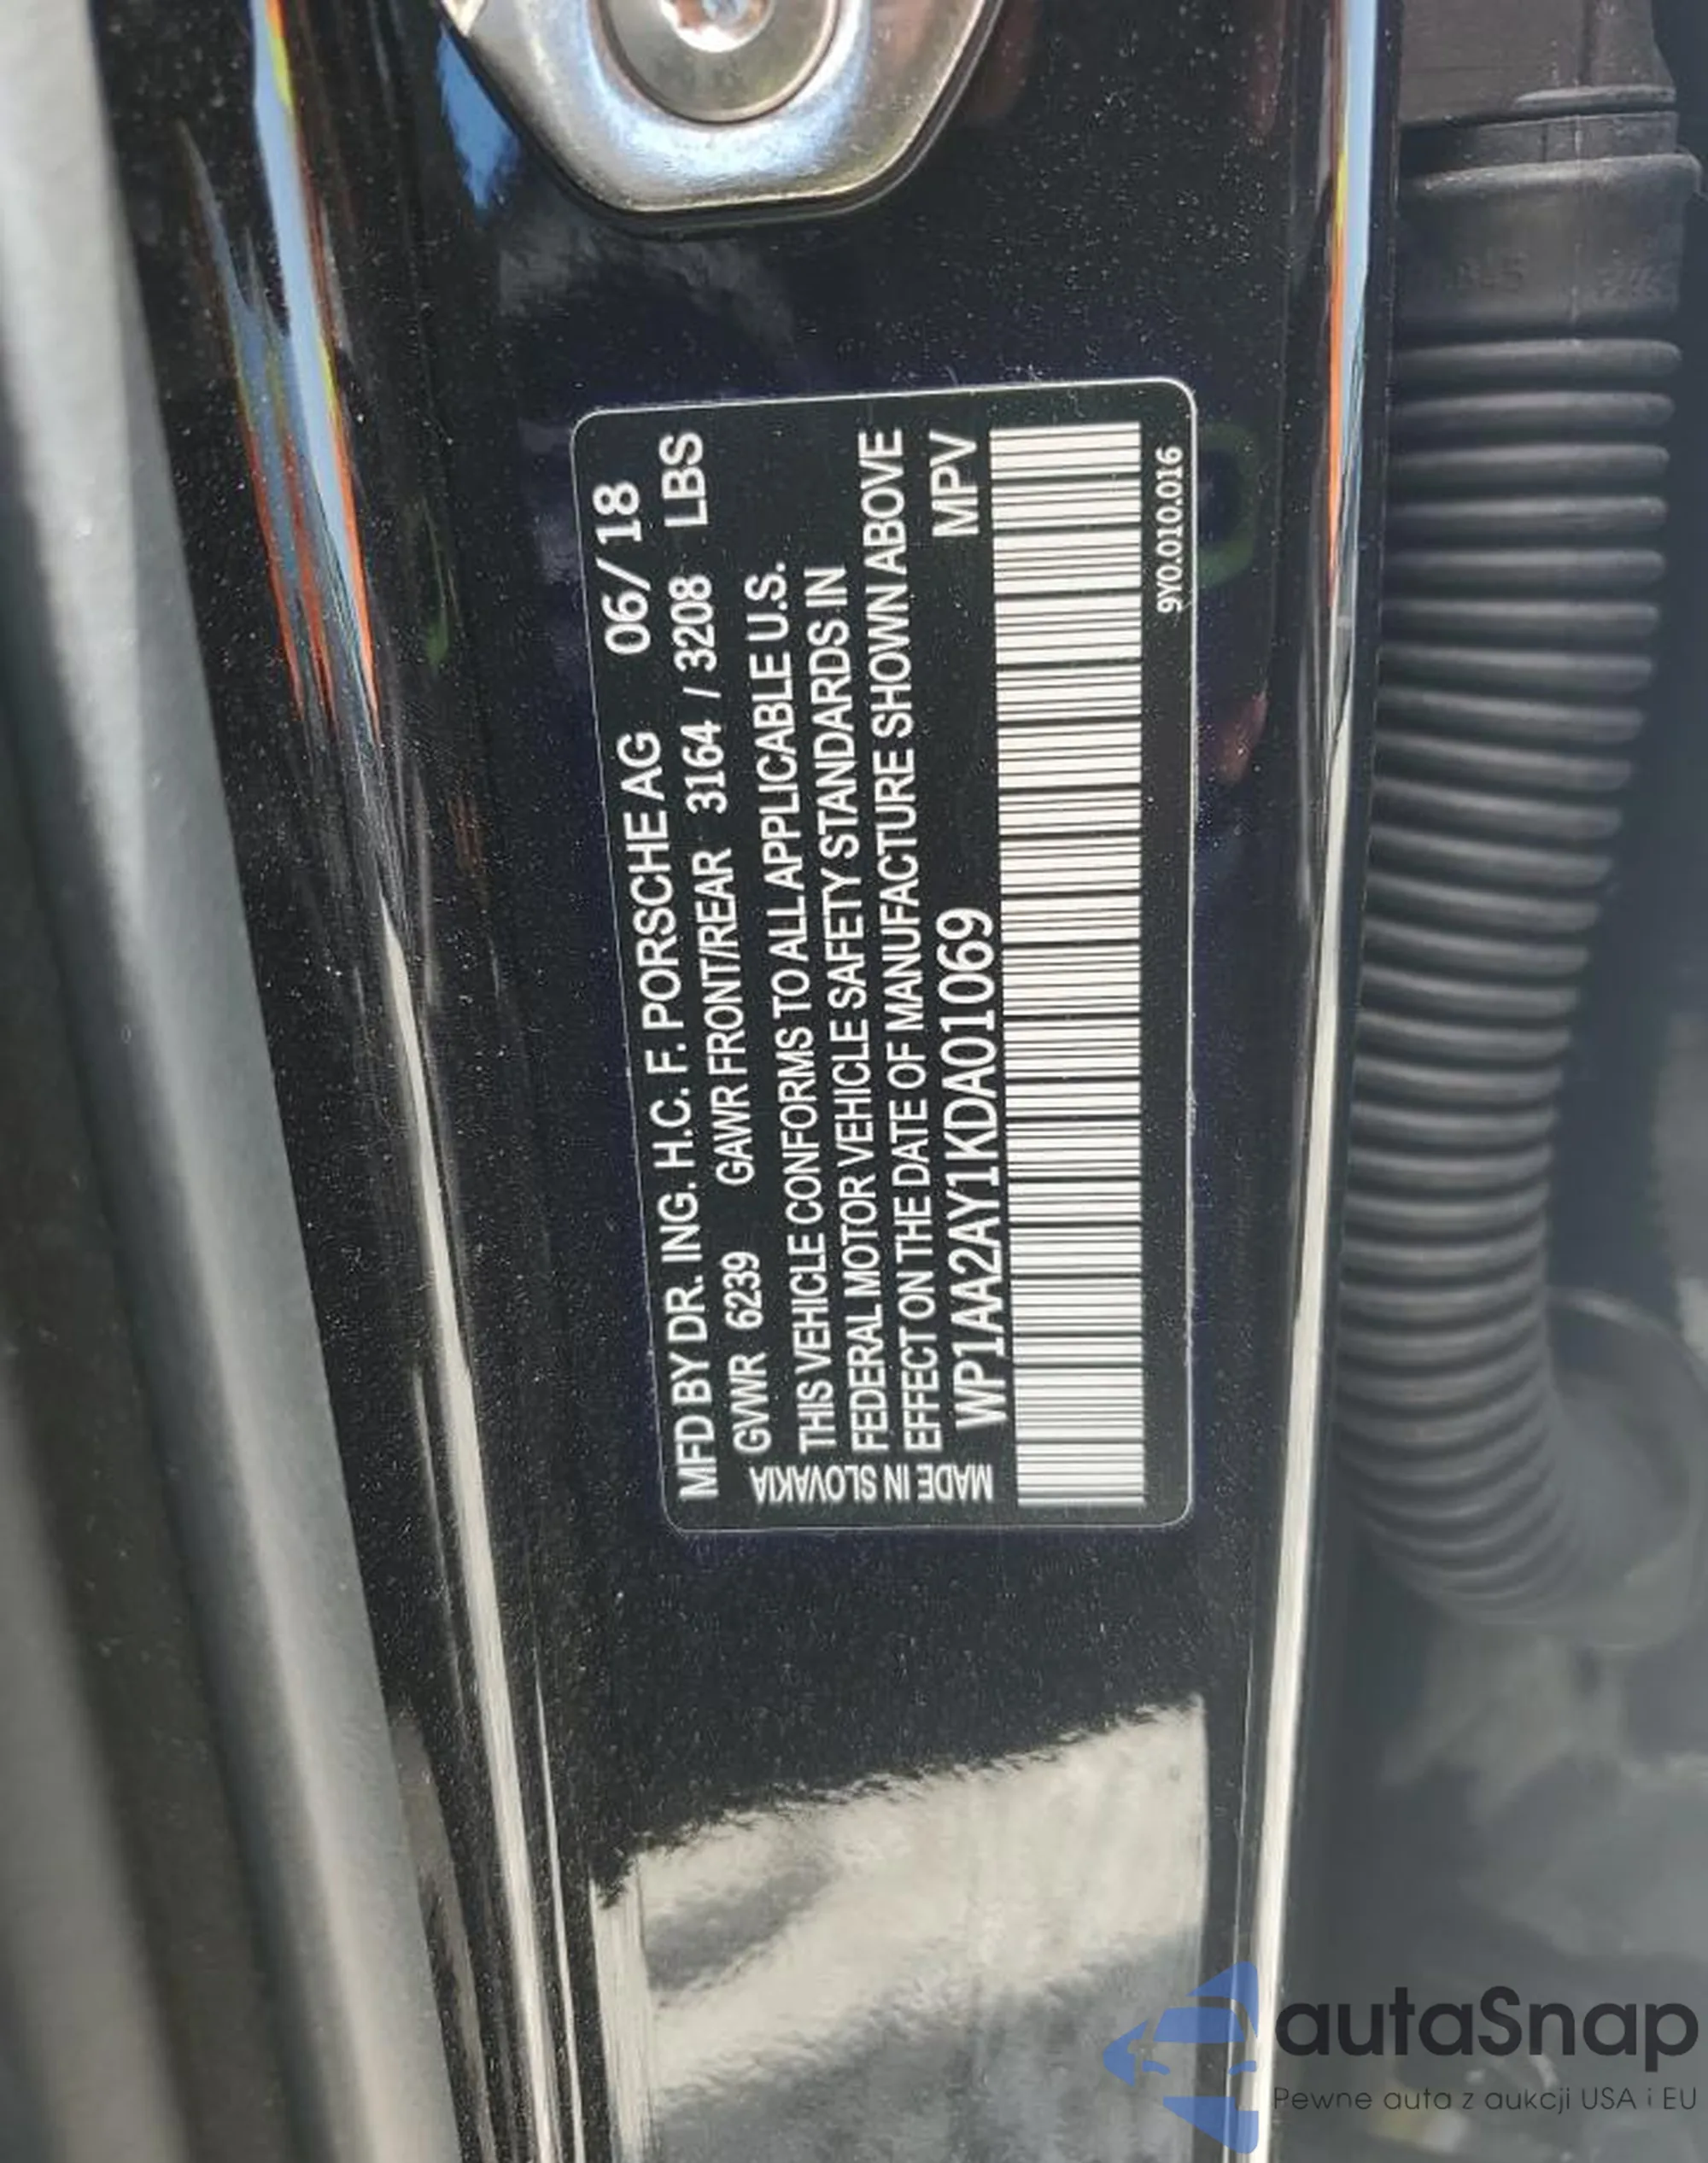 MFD BY DR. ING. H.C. F. PORSCHE AG 06/18
GVWR 6239 GAWR FRONT/REAR 3164 / 3208 LBS
THIS VEHICLE CONFORMS TO ALL APPLICABLE U.S.
FEDERAL MOTOR VEHICLE SAFETY STANDARDS IN
EFFECT ON THE DATE OF MANUFACTURE SHOWN ABOVE
WP1AA2AY1KDA01069 MPV
MADE IN SLOVAKIA
9Y0.010.016
autaSnap
Pewne auta z aukcji USA i EU